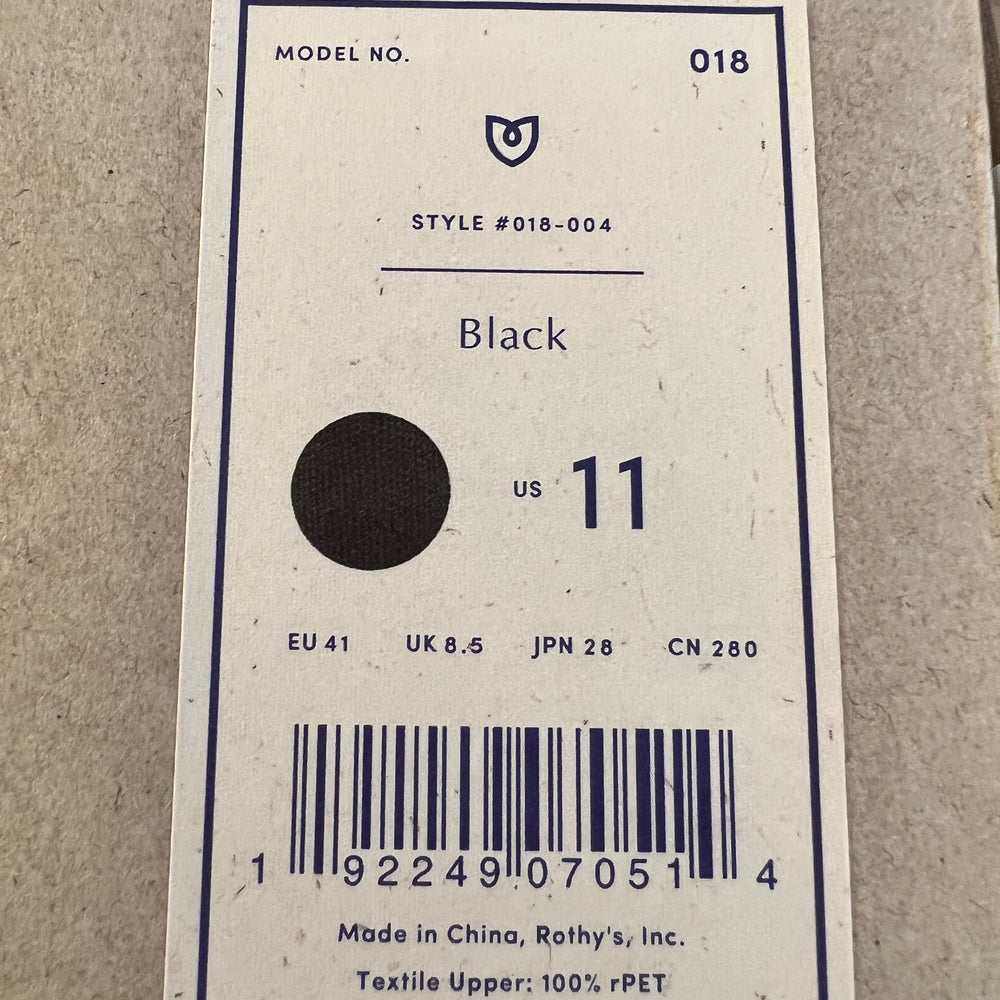 MODEL NO. 018
STYLE #018-004
Black
US 11
EU 41 UK 8.5 JPN 28 CN 280
1 92249 07051 4
Made in China, Rothy's, Inc.
Textile Upper: 100% rPET